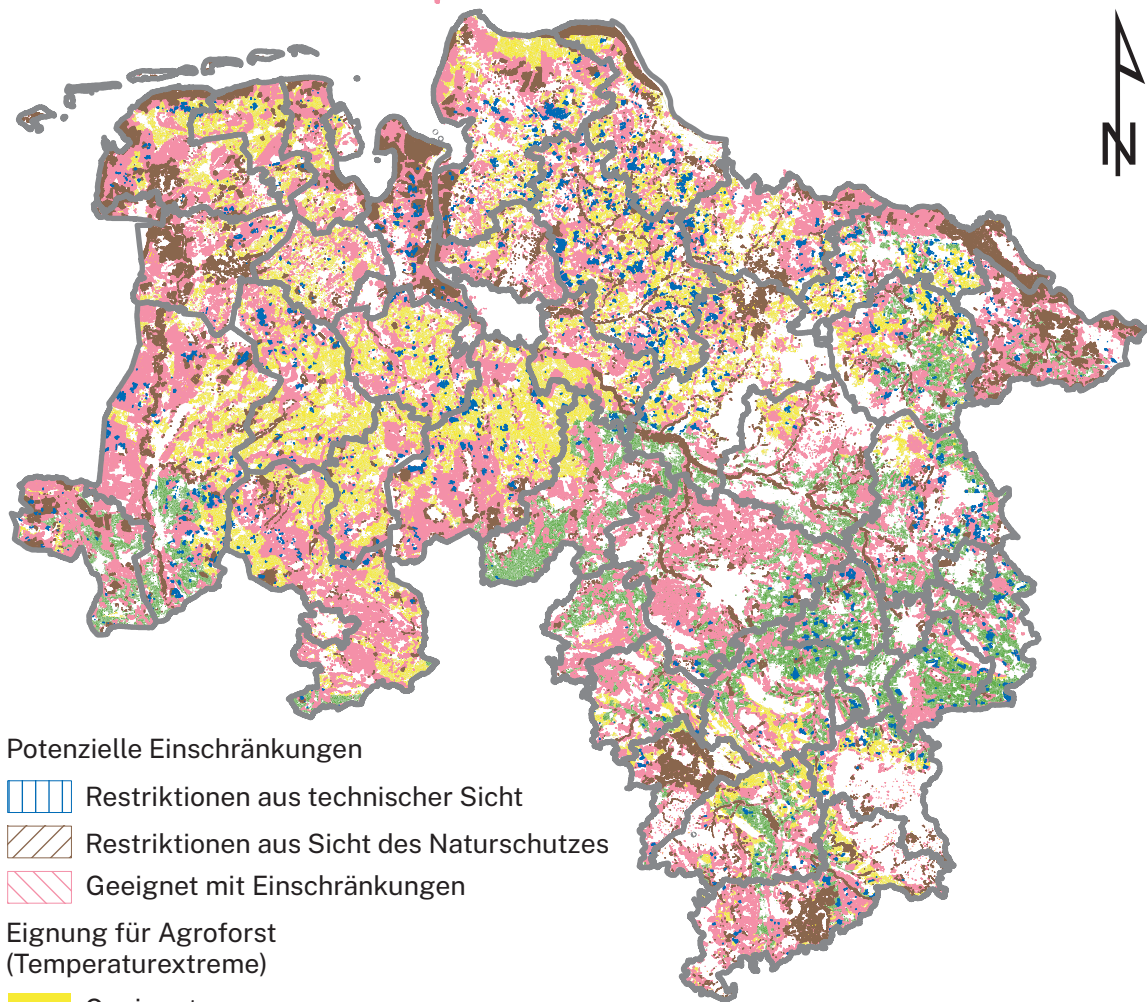 N
Potenzielle Einschränkungen
Restriktionen aus technischer Sicht
Restriktionen aus Sicht des Naturschutzes
Geeignet mit Einschränkungen
Eignung für Agroforst
(Temperaturextreme)